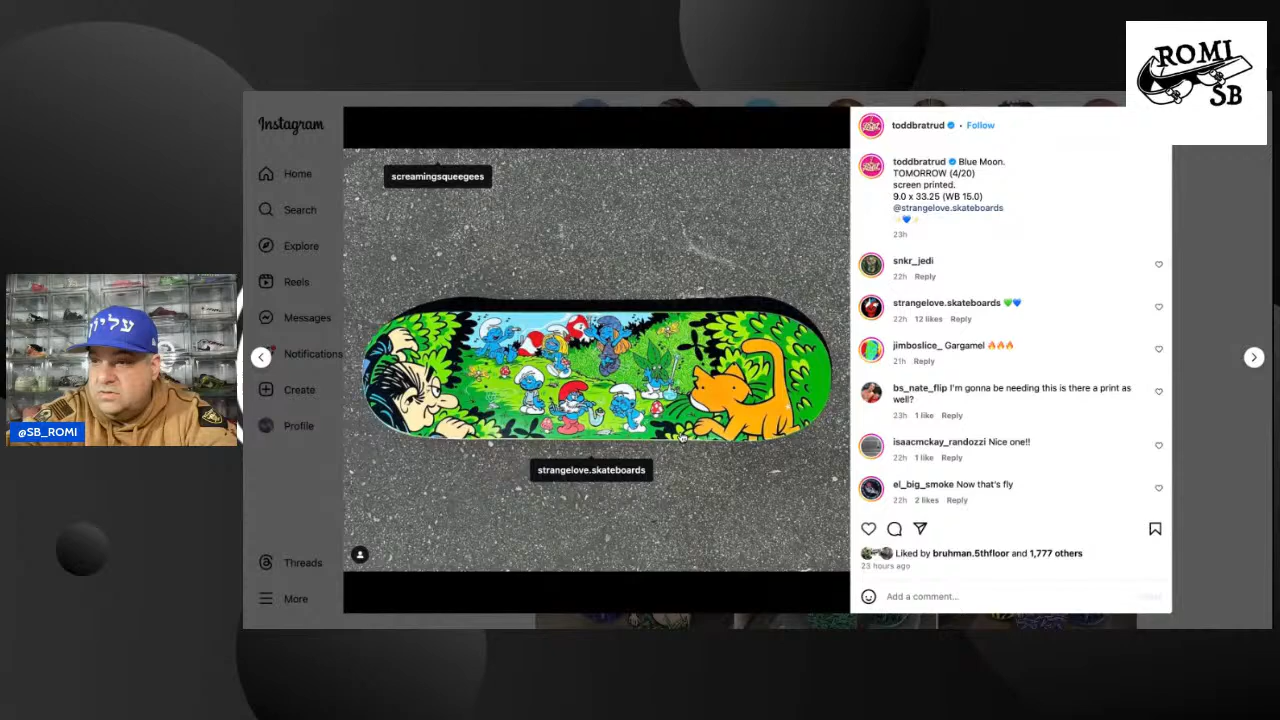 ROMI
SB
Instagram
Home
Search
Explore
Reels
Messages
Notifications
Create
Profile
Threads
More
עליון
@SB_ROMI
screamingsqueegees
strangelove.skateboards
toddbratrud • Follow
toddbratrud Blue Moon.
TOMORROW (4/20)
screen printed.
9.0 x 33.25 (WB 15.0)
@strangelove.skateboards
💙
23h
snkr_jedi
22h Reply
strangelove.skateboards 💚💙
22h 12 likes Reply
jimboslice_ Gargamel 🔥🔥🔥
21h Reply
bs_nate_flip I'm gonna be needing this is there a print as
well?
23h 1 like Reply
isaacmckay_randozzi Nice one!!
22h 1 like Reply
el_big_smoke Now that's fly
22h 2 likes Reply
Liked by bruhman.5thfloor and 1,777 others
23 hours ago
Add a comment...